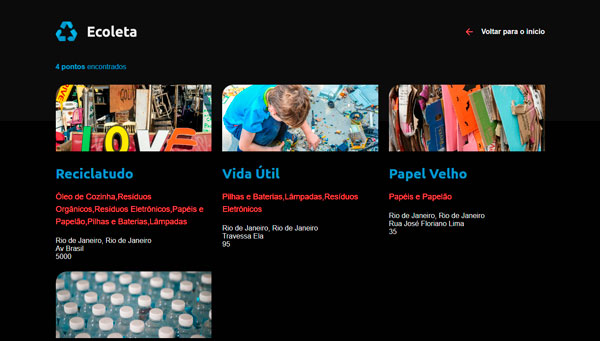 Ecoleta
Voltar para o início
4 pontos encontrados
LOVE
Reciclatudo
Óleo de Cozinha,Resíduos
Orgânicos,Resíduos Eletrônicos,Papéis e
Papelão,Pilhas e Baterias,Lâmpadas
Rio de Janeiro, Rio de Janeiro
Av Brasil
5000
Vida Útil
Pilhas e Baterias,Lâmpadas,Resíduos
Eletrônicos
Rio de Janeiro, Rio de Janeiro
Travessa Ela
95
Papel Velho
Papéis e Papelão
Rio de Janeiro, Rio de Janeiro
Rua José Floriano Lima
35